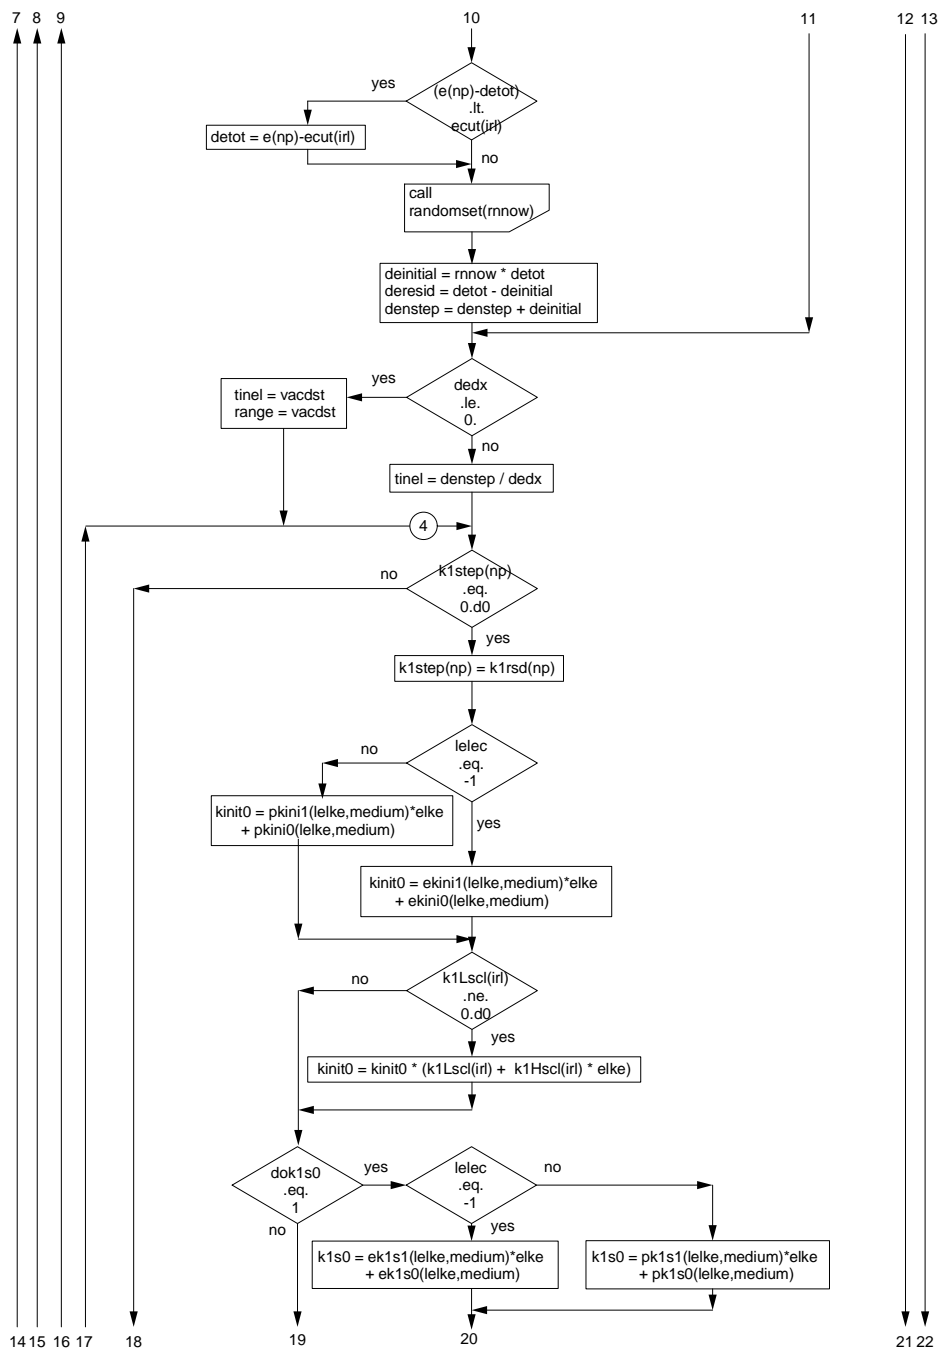 7 8 9 10 11 12 13
(e(np)-detot)
.lt.
ecut(irl)
yes
detot = e(np)-ecut(irl)
no
call
randomset(rnnow)
deinitial = rnnow * detot
deresid = detot - deinitial
denstep = denstep + deinitial
dedx
.le.
0.
yes
tinel = vacdst
range = vacdst
no
tinel = denstep / dedx
4
k1step(np)
.eq.
0.d0
no
yes
k1step(np) = k1rsd(np)
lelec
.eq.
-1
no
kinit0 = pkini1(lelke,medium)*elke
+ pkini0(lelke,medium)
yes
kinit0 = ekini1(lelke,medium)*elke
+ ekini0(lelke,medium)
k1Lscl(irl)
.ne.
0.d0
no
yes
kinit0 = kinit0 * (k1Lscl(irl) + k1Hscl(irl) * elke)
dok1s0
.eq.
1
yes
no
lelec
.eq.
-1
no
yes
k1s0 = ek1s1(lelke,medium)*elke
+ ek1s0(lelke,medium)
k1s0 = pk1s1(lelke,medium)*elke
+ pk1s0(lelke,medium)
14 15 16 17 18 19 20 21 22